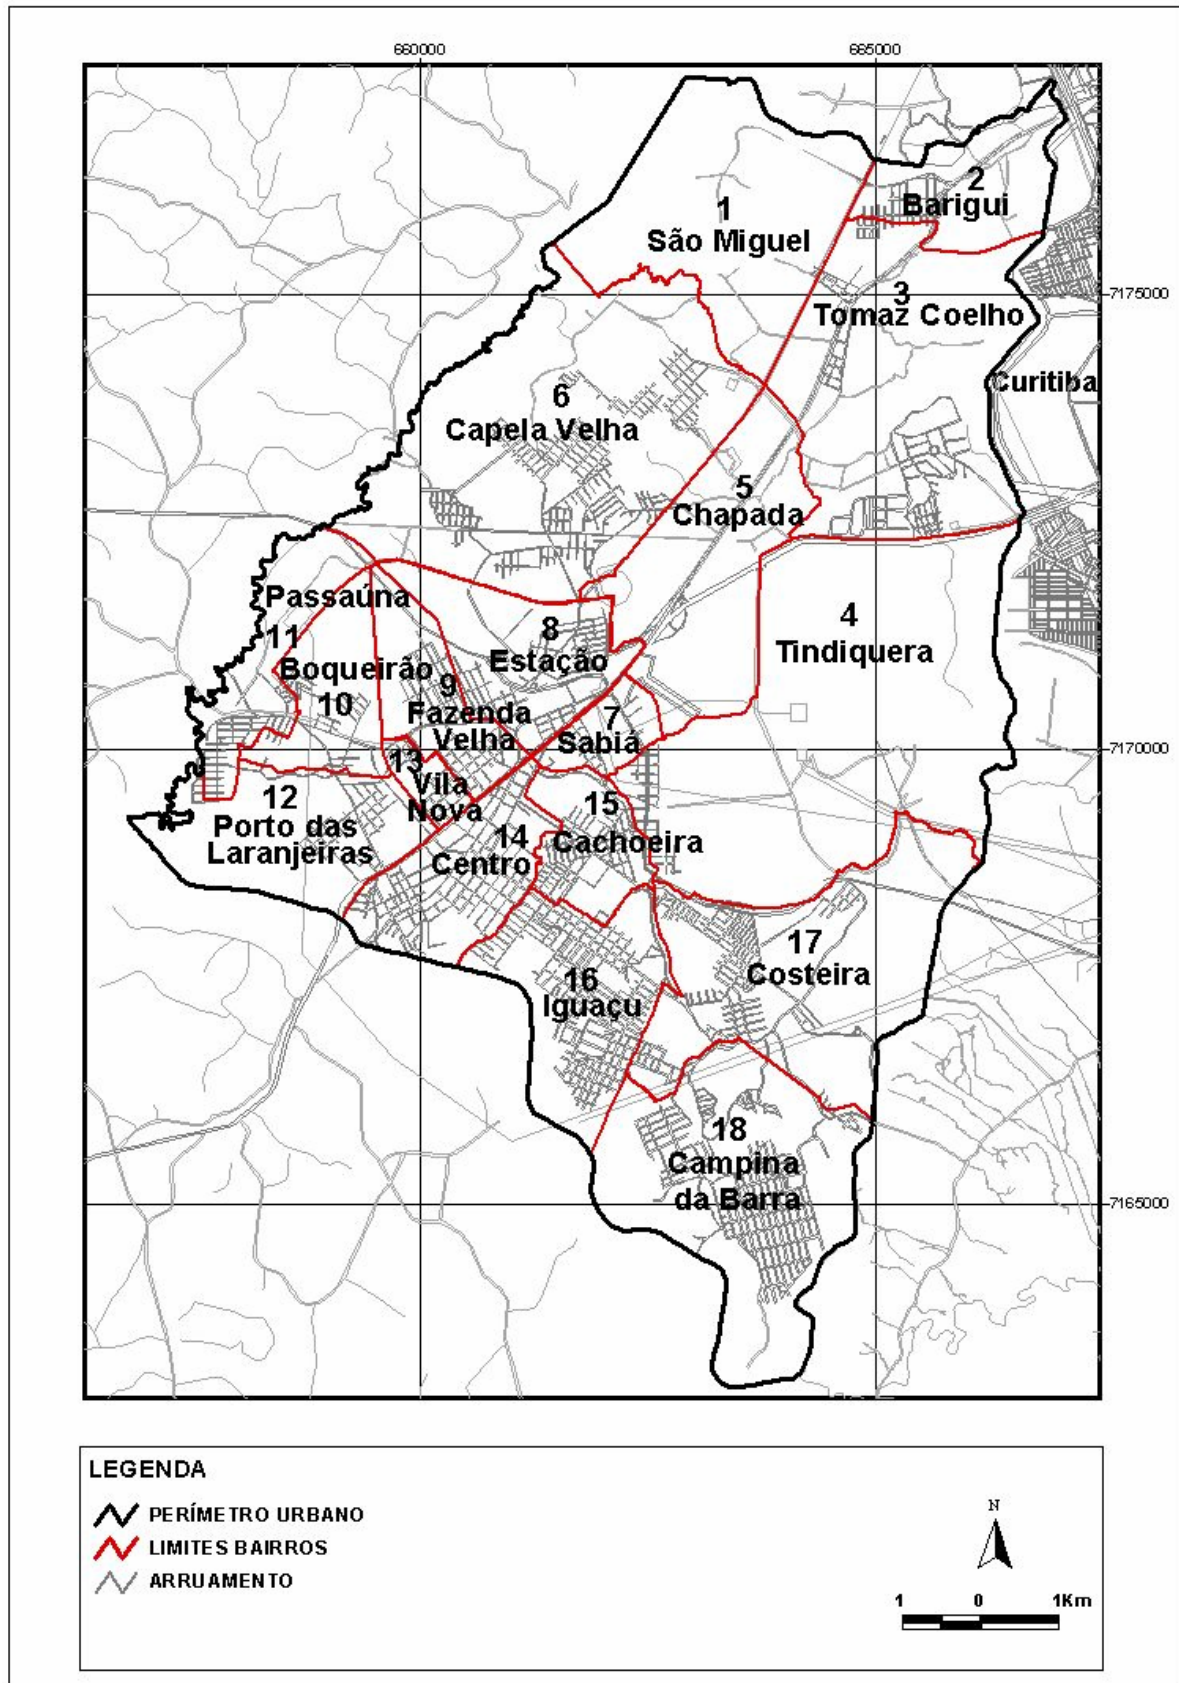 660000
665000
2
Barigui
1
São Miguel
7175000
3
Tomaz Coelho
Curitiba
6
Capela Velha
5
Chapada
Passaúna
11
8
Estação
4
Tindiquera
Boqueirão
10
9
Fazenda
Velha
7
Sabiá
7170000
13
Vila
Nova
12
Porto das
Laranjeiras
14
Centro
15
Cachoeira
17
Costeira
16
Iguaçu
18
Campina
da Barra
7165000
LEGENDA
PERÍMETRO URBANO
LIMITES BAIRROS
ARRUAMENTO
N
1 0 1Km